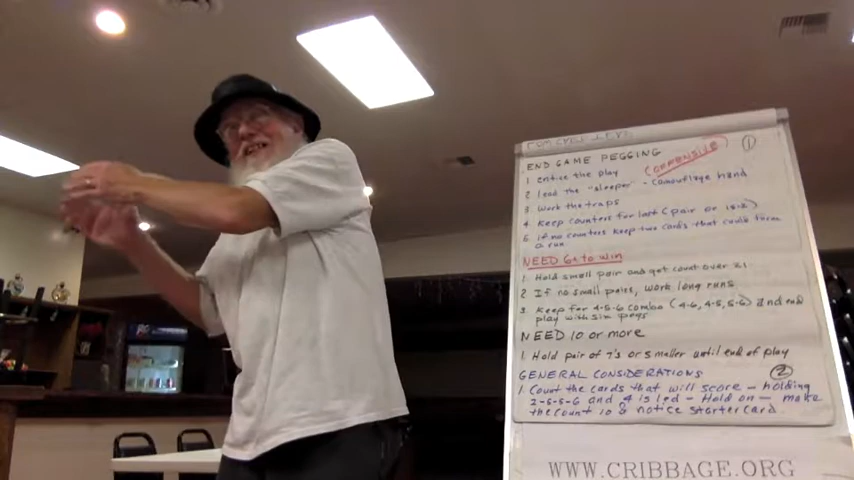 END GAME PEGGING (OFFENSIVE) 1
1 entice the play
2 lead the "sleeper" - camouflage hand
3 work the traps
4 Keep counters for last (pair or 15-2)
5 if no counters keep two cards that could form
a run
NEED 6+ to win
1. Hold small pair and get count over 21
2 If no small pairs, work long runs
3 Keep for 4-5-6 combo (4-6, 4-5, 5-6) 2nd end
play with six pegs
NEED 10 or more
1 Hold pair of 7's or smaller until end of play
GENERAL CONSIDERATIONS 2
1 Count the cards that will score - holding
2-5-5-6 and 4 is led - Hold on - make
the count 10 & notice starter card
WWW.CRIBBAGE.ORG